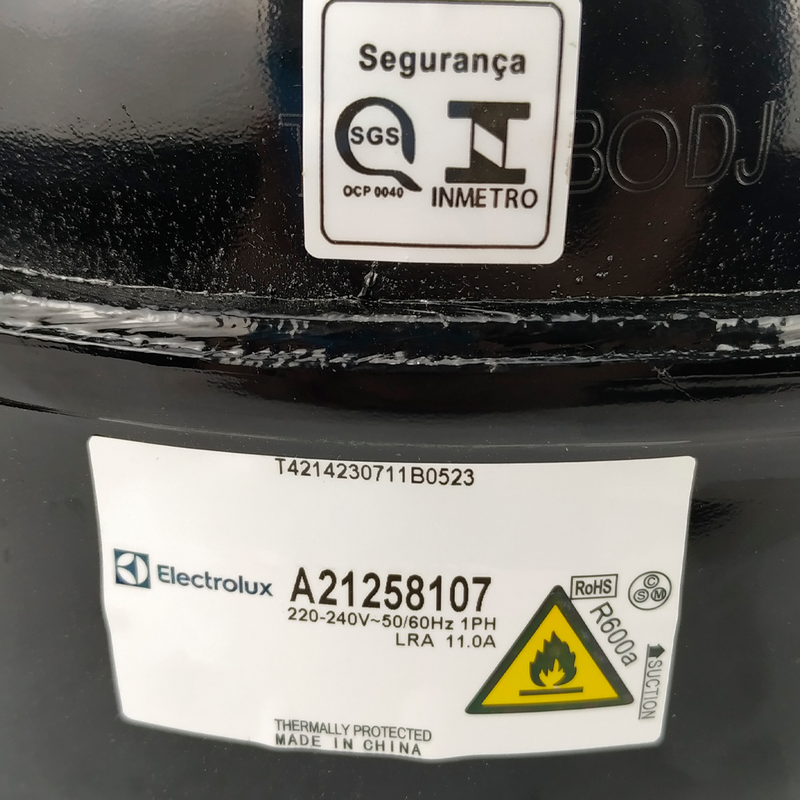 Segurança
SGS
OCP 0040
INMETRO
BODJ
T4214230711B0523
Electrolux
A21258107
220-240V~50/60Hz 1PH
LRA 11.0A
RoHS
C
S M
R600a
SUCTION
THERMALLY PROTECTED
MADE IN CHINA